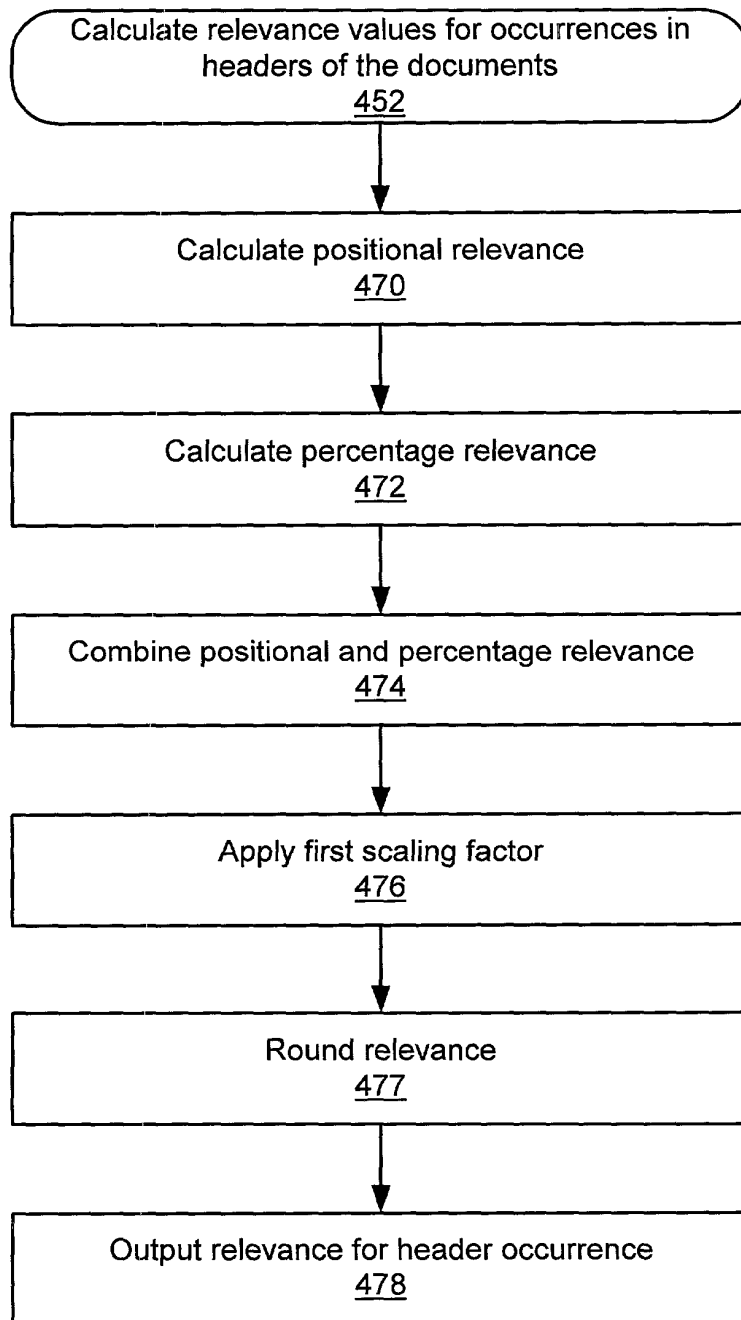 Calculate relevance values for occurrences in
headers of the documents
452
Calculate positional relevance
470
Calculate percentage relevance
472
Combine positional and percentage relevance
474
Apply first scaling factor
476
Round relevance
477
Output relevance for header occurrence
478